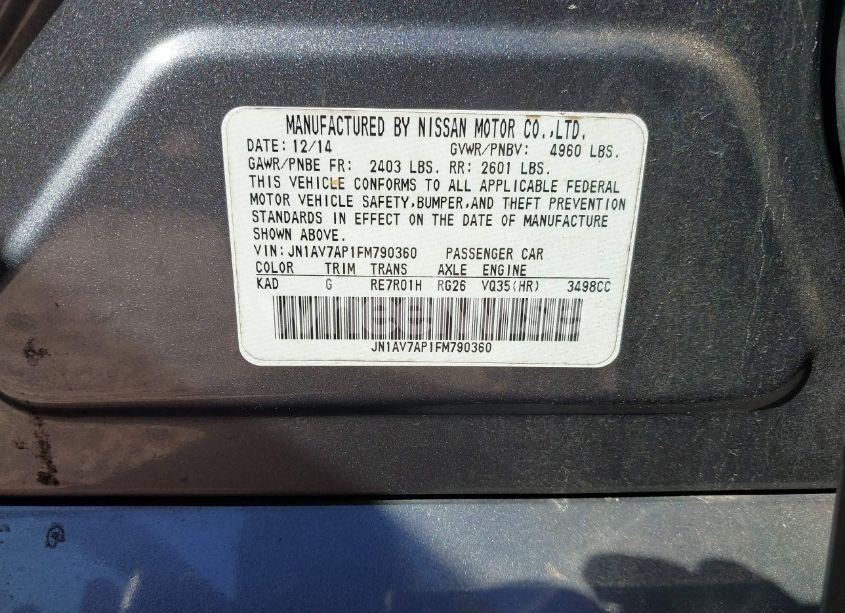 MANUFACTURED BY NISSAN MOTOR CO.,LTD.
DATE: 12/14 GVWR/PNBV: 4960 LBS.
GAWR/PNBE FR: 2403 LBS. RR: 2601 LBS.
THIS VEHICLE CONFORMS TO ALL APPLICABLE FEDERAL
MOTOR VEHICLE SAFETY,BUMPER,AND THEFT PREVENTION
STANDARDS IN EFFECT ON THE DATE OF MANUFACTURE
SHOWN ABOVE.
VIN: JN1AV7AP1FM790360 PASSENGER CAR
COLOR TRIM TRANS AXLE ENGINE
KAD G RE7R01H RG26 VQ35(HR) 3498CC
JN1AV7AP1FM790360